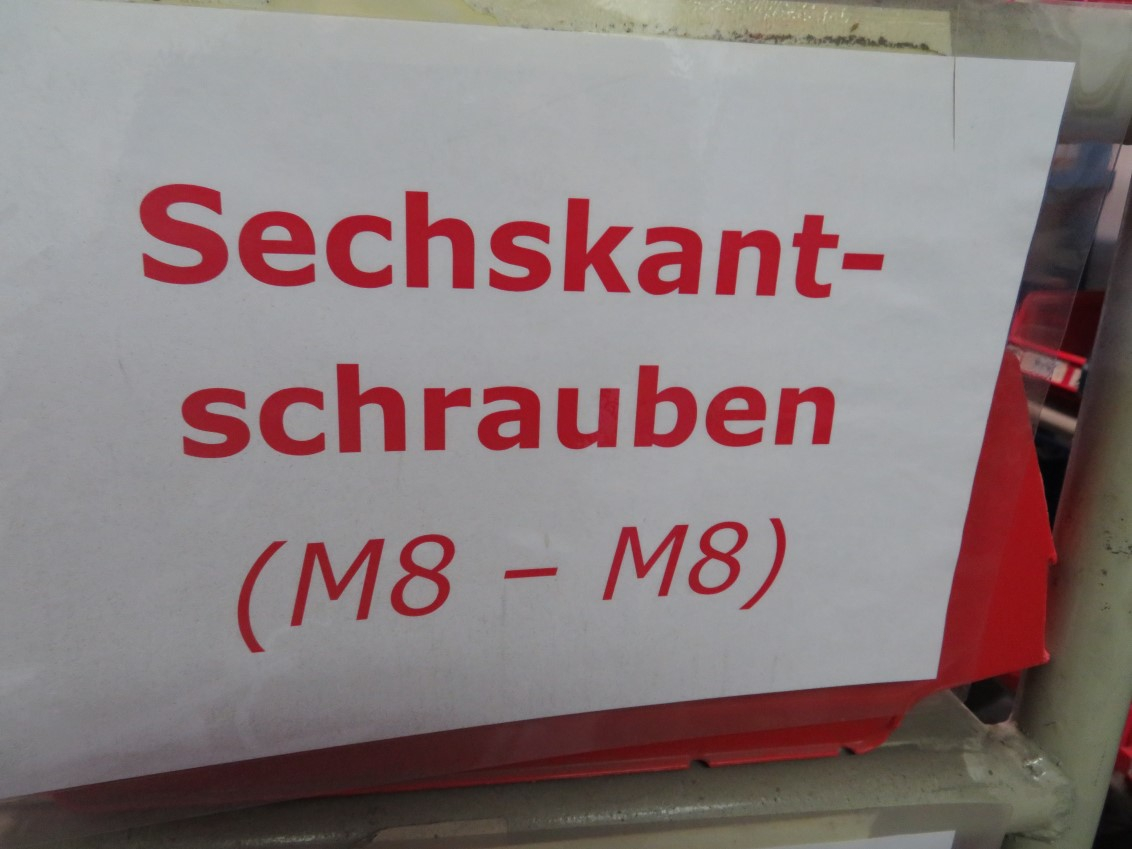 Sechskant-
schrauben
(M8 – M8)